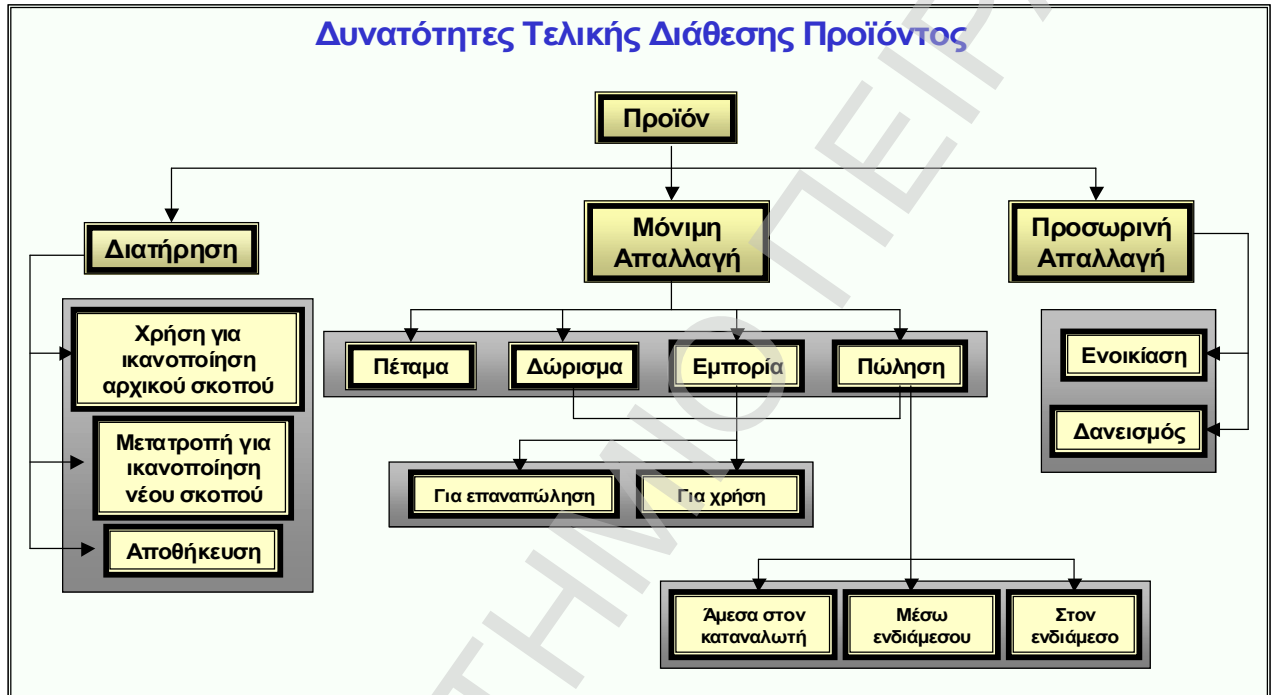 Δυνατότητες Τελικής Διάθεσης Προϊόντος
Προϊόν
Διατήρηση
Μόνιμη
Απαλλαγή
Προσωρινή
Απαλλαγή
Χρήση για
ικανοποίηση
αρχικού σκοπού
Μετατροπή για
ικανοποίηση
νέου σκοπού
Αποθήκευση
Πέταμα
Δώρισμα
Εμπορία
Πώληση
Ενοικίαση
Δανεισμός
Για επαναπώληση
Για χρήση
Άμεσα στον
καταναλωτή
Μέσω
ενδιάμεσου
Στον
ενδιάμεσο